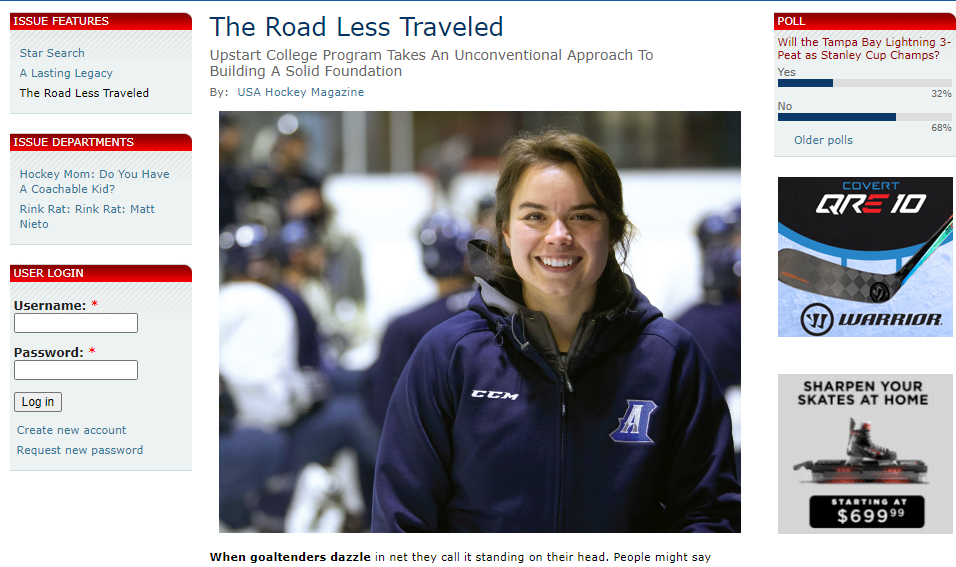 ISSUE FEATURES
Star Search
A Lasting Legacy
The Road Less Traveled
ISSUE DEPARTMENTS
Hockey Mom: Do You Have
A Coachable Kid?
Rink Rat: Rink Rat: Matt
Nieto
USER LOGIN
Username: *
Password: *
Log in
Create new account
Request new password
The Road Less Traveled
Upstart College Program Takes An Unconventional Approach To
Building A Solid Foundation
By: USA Hockey Magazine
CCM
A
When goaltenders dazzle in net they call it standing on their head. People might say
POLL
Will the Tampa Bay Lightning 3-
Peat as Stanley Cup Champs?
Yes
32%
No
68%
Older polls
COVERT
QRE 10
WARRIOR
SHARPEN YOUR
SKATES AT HOME
STARTING AT
$699.99